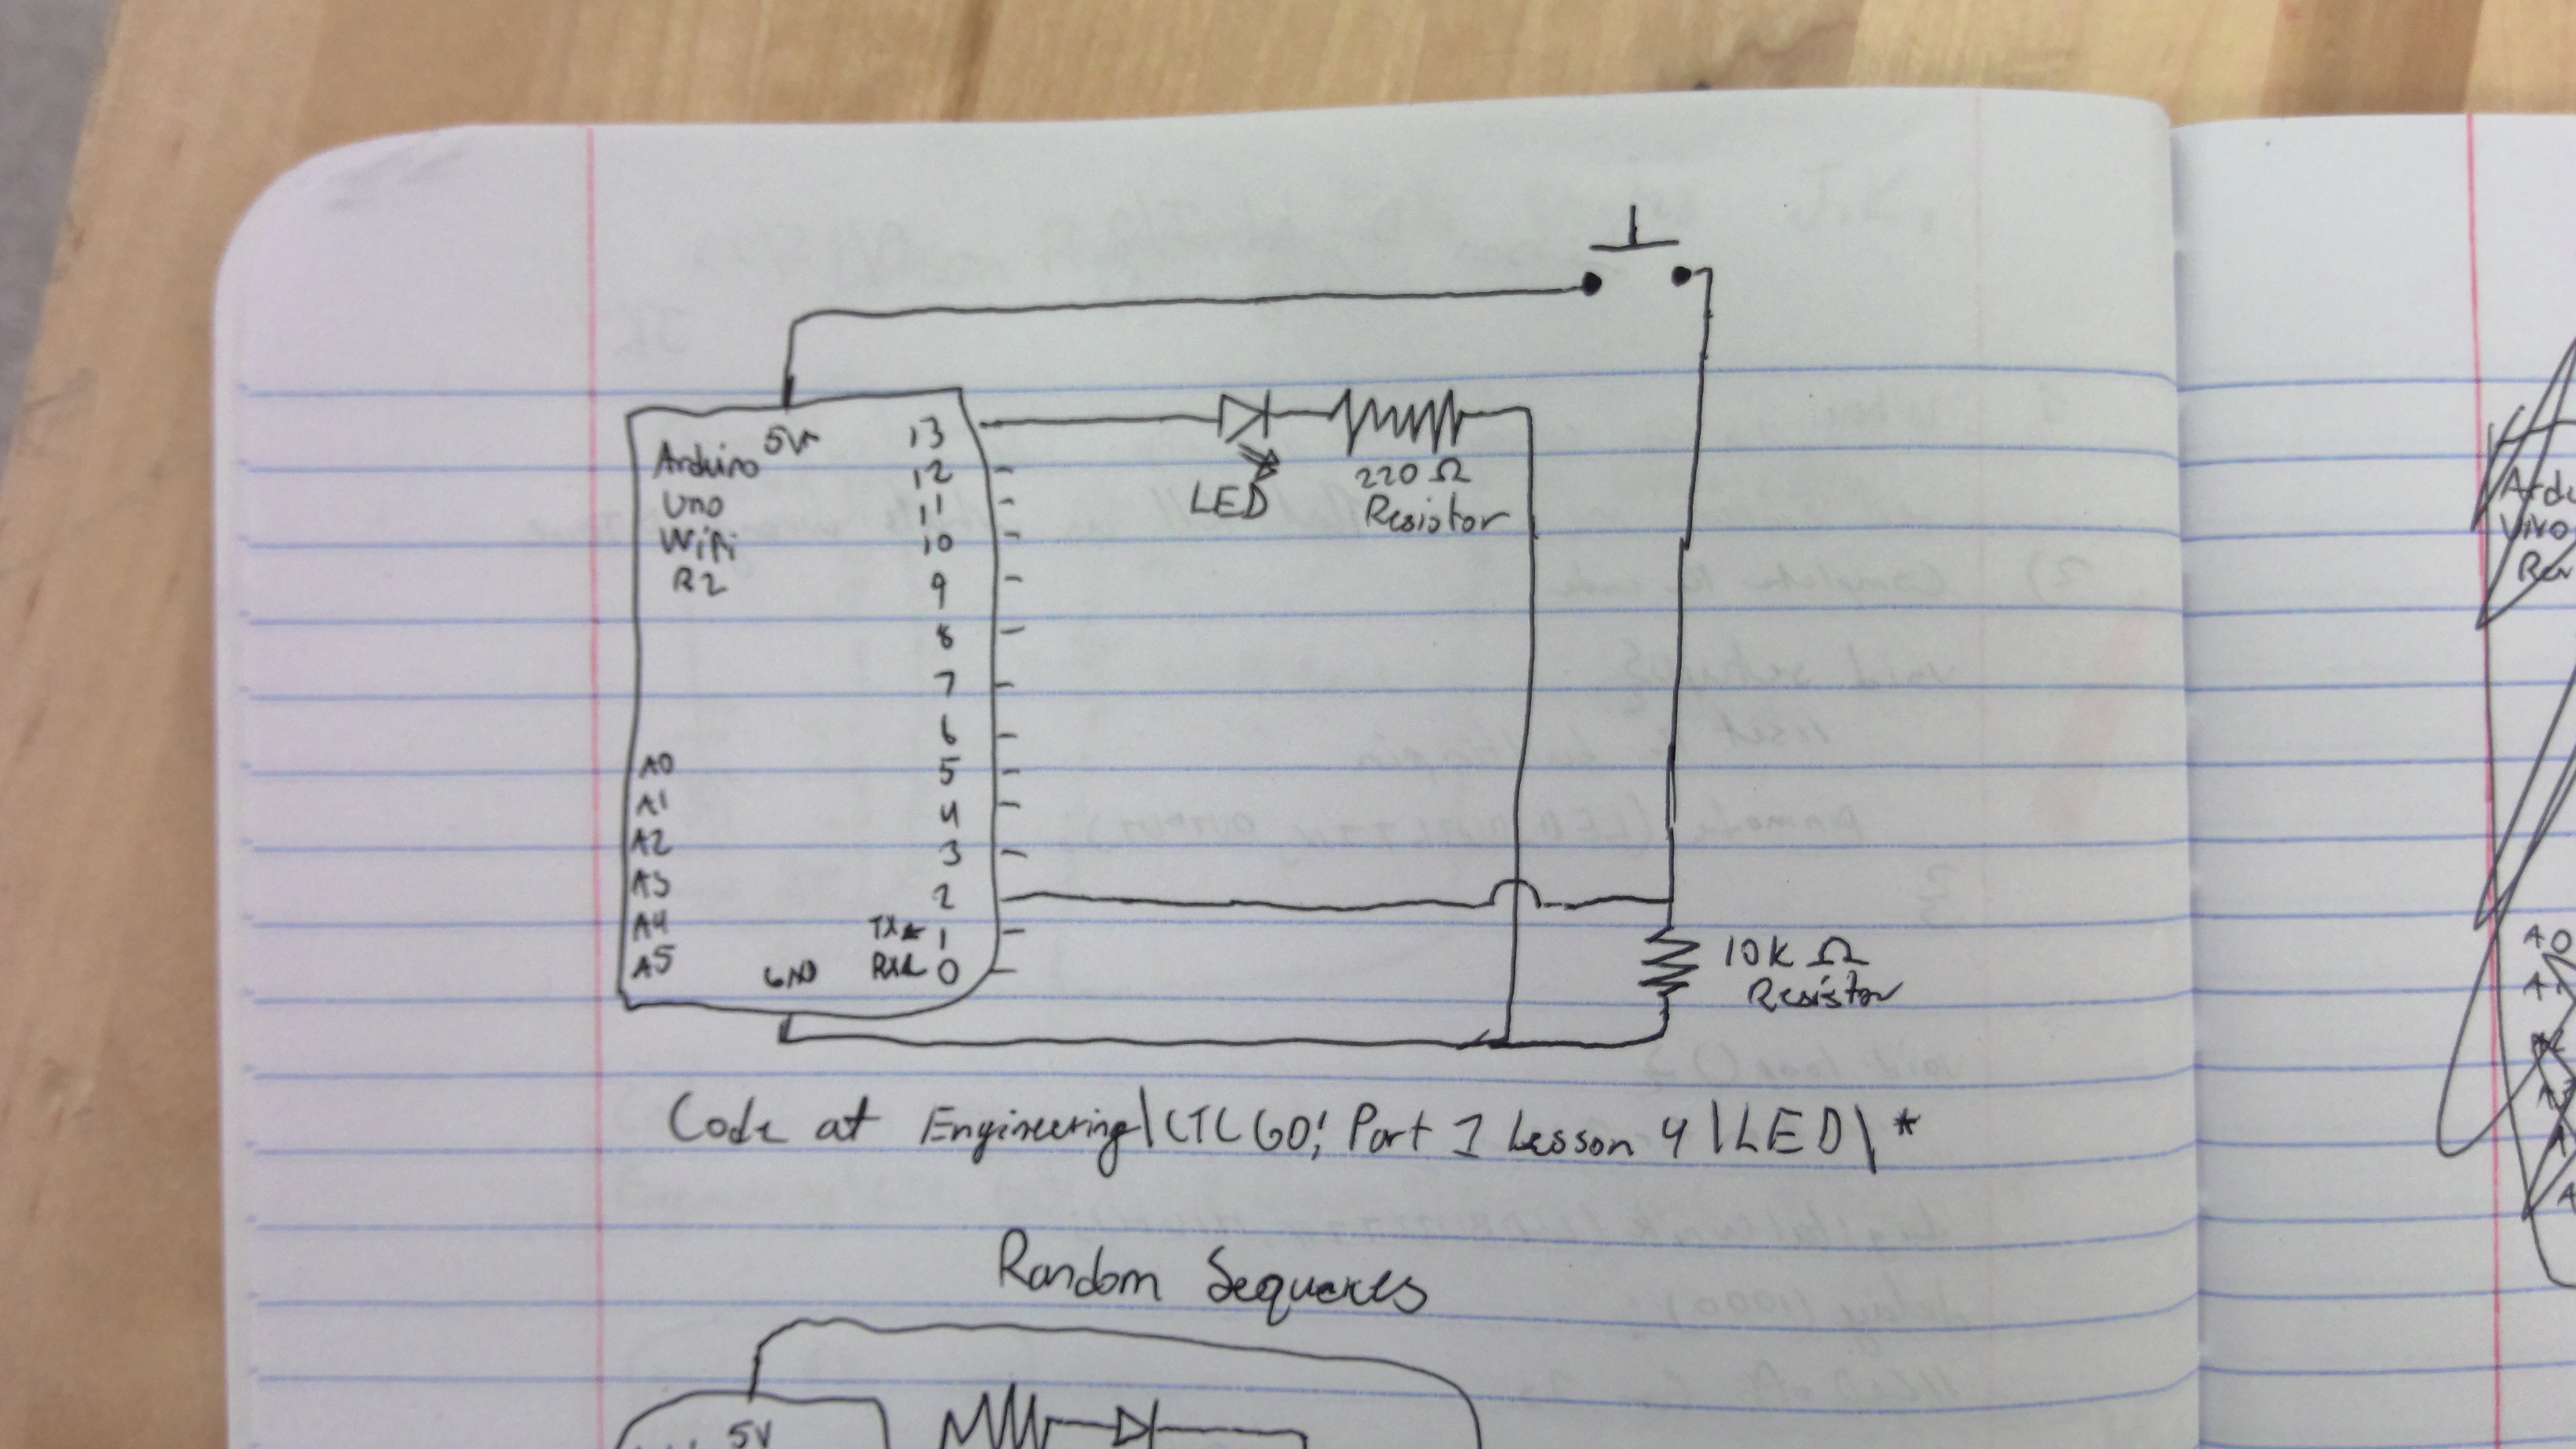 5V
13
Arduino
12
Uno
11
Wifi
10
R2
9
8
7
6
A0
5
A1
4
A2
3
A3
2
A4
TX
1
A5
GND
RX
0
LED
220 Ω
Resistor
10k Ω
Resistor
Code at Engineering\CTC GO! Part 1 Lesson 4 \LED\*
Random Sequences
5V
A0